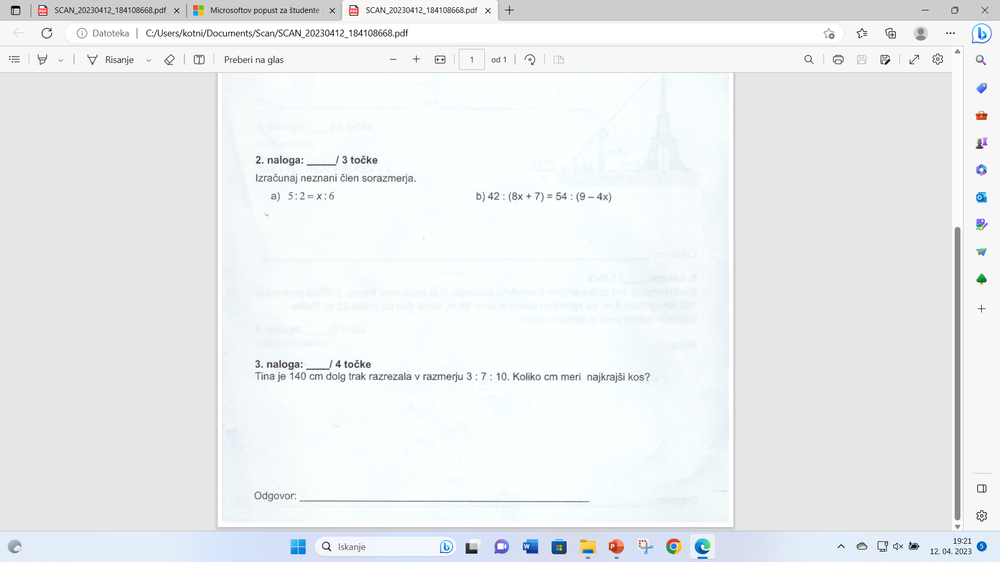 SCAN_20230412_184108668.pdf
Microsoftov popust za študente
SCAN_20230412_184108668.pdf
Datoteka
C:/Users/kotni/Documents/Scan/SCAN_20230412_184108668.pdf
Risanje
Preberi na glas
1
od 1
2. naloga: _____/ 3 točke
Izračunaj neznani člen sorazmerja.
a) 5 : 2 = x : 6
b) 42 : (8x + 7) = 54 : (9 – 4x)
3. naloga: ____/ 4 točke
Tina je 140 cm dolg trak razrezala v razmerju 3 : 7 : 10. Koliko cm meri najkrajši kos?
Odgovor: ______________________________
Iskanje
19:21
12. 04. 2023
5